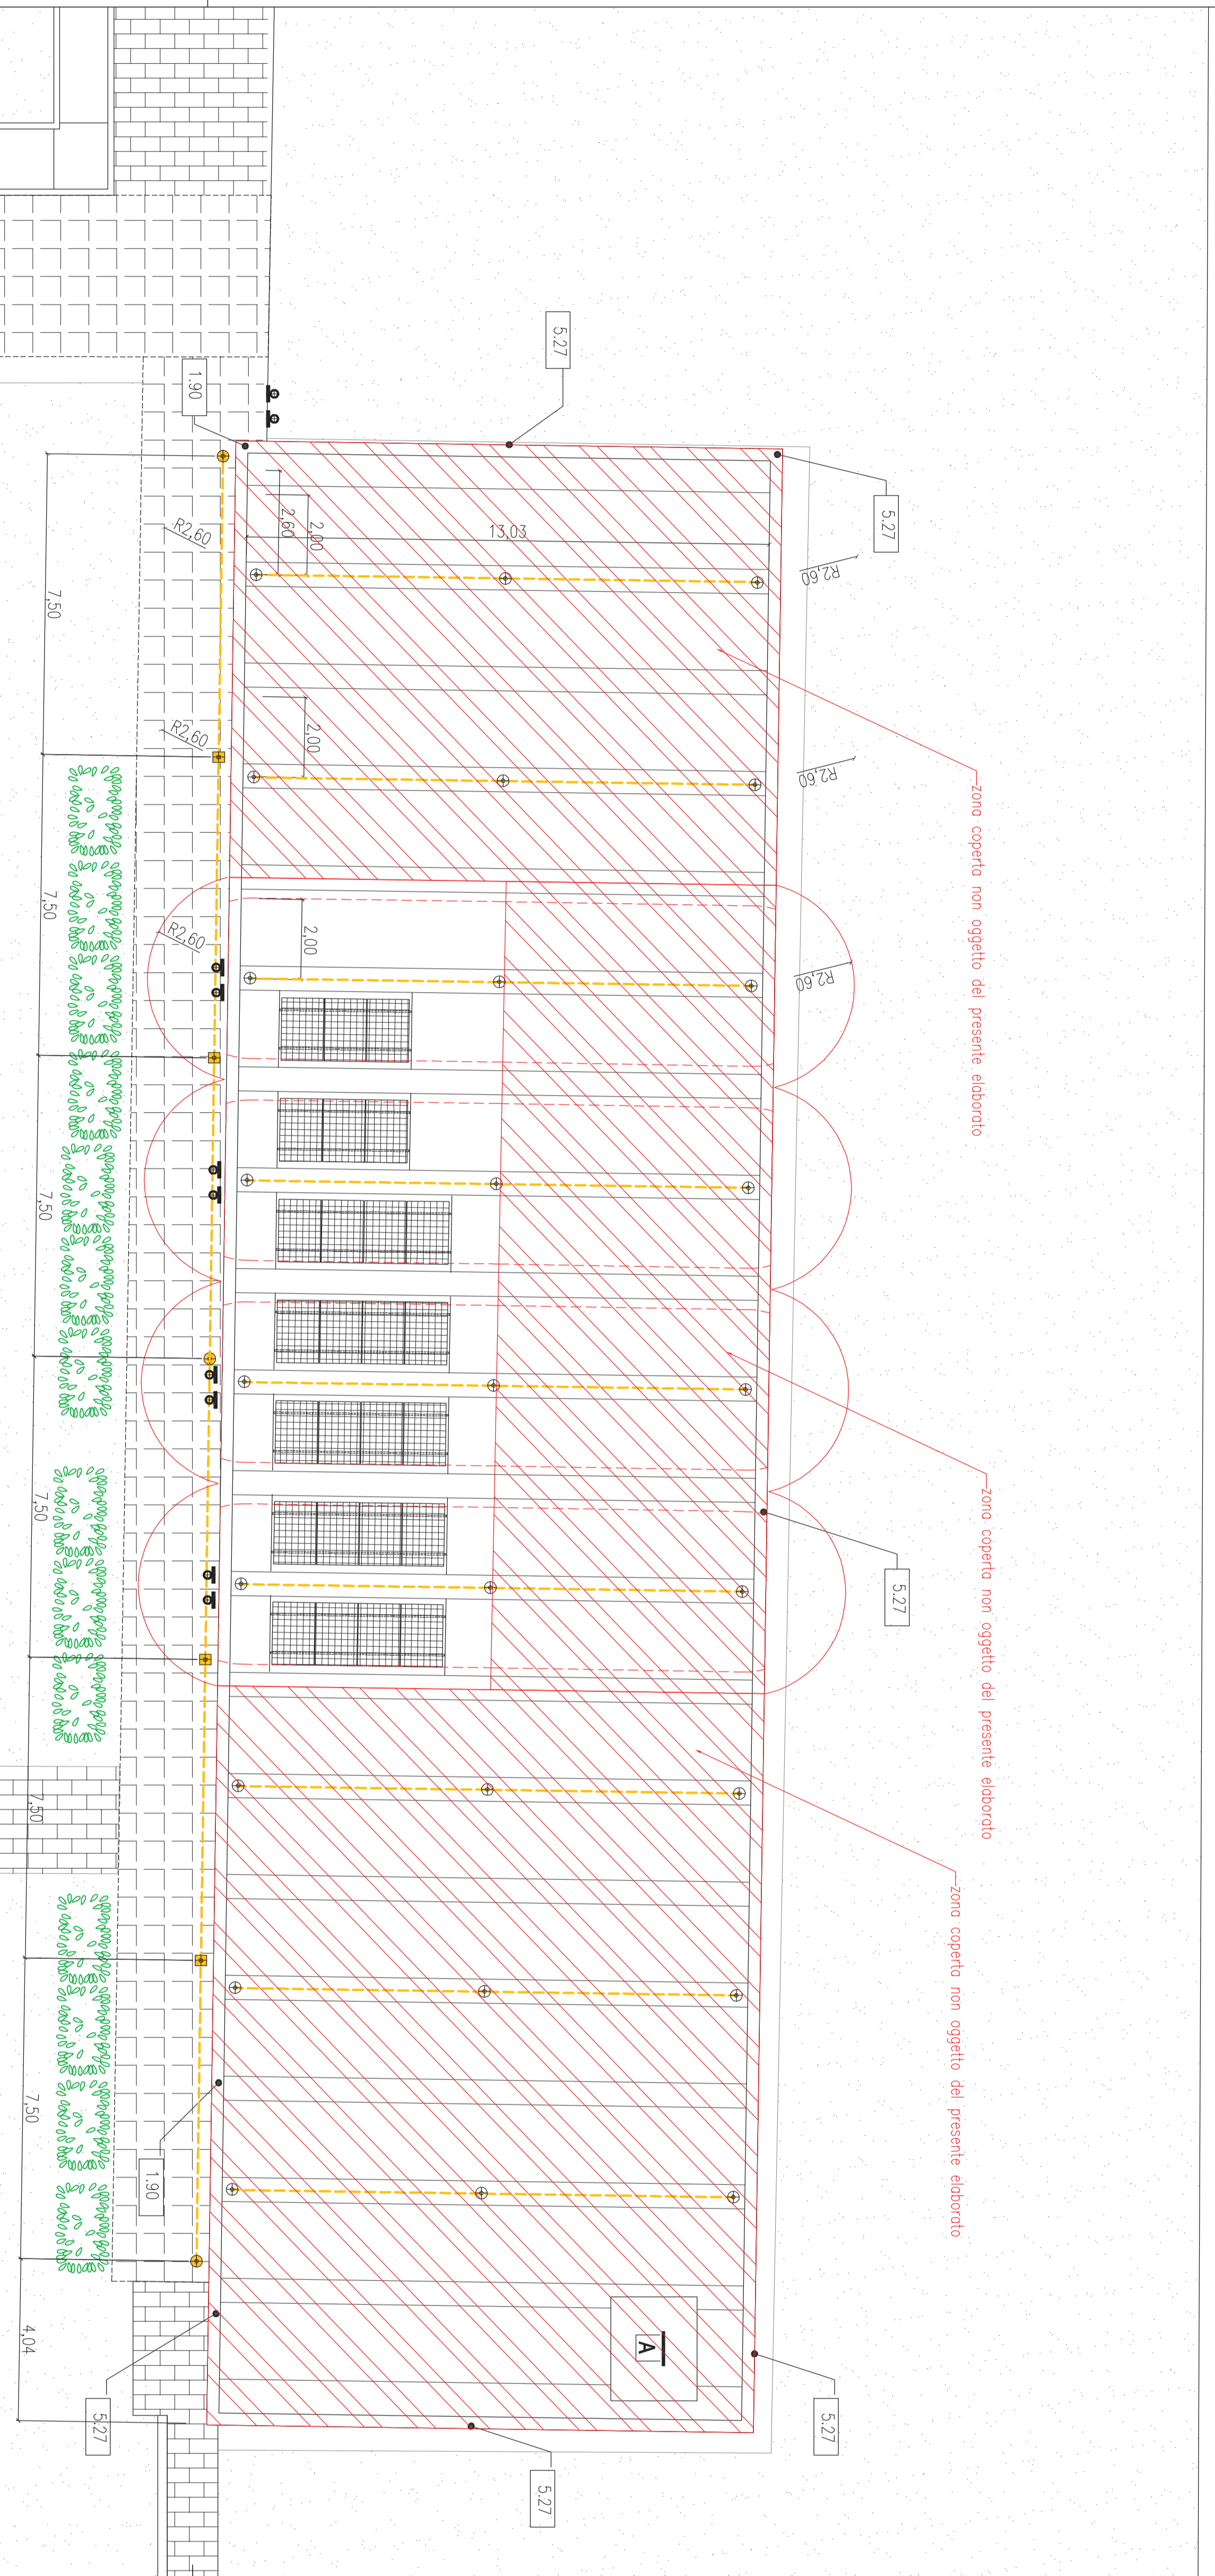 5.27
1.90
5.27
R2,60
2,60
2,00
13,03
R2,60
7,50
R2,60
2,00
R2,60
zona coperta non oggetto del presente elaborato
7,50
R2,60
2,00
R2,60
7,50
7,50
zona coperta non oggetto del presente elaborato
5.27
7,50
zona coperta non oggetto del presente elaborato
7,50
1.90
A
4,04
5.27
5.27
5.27